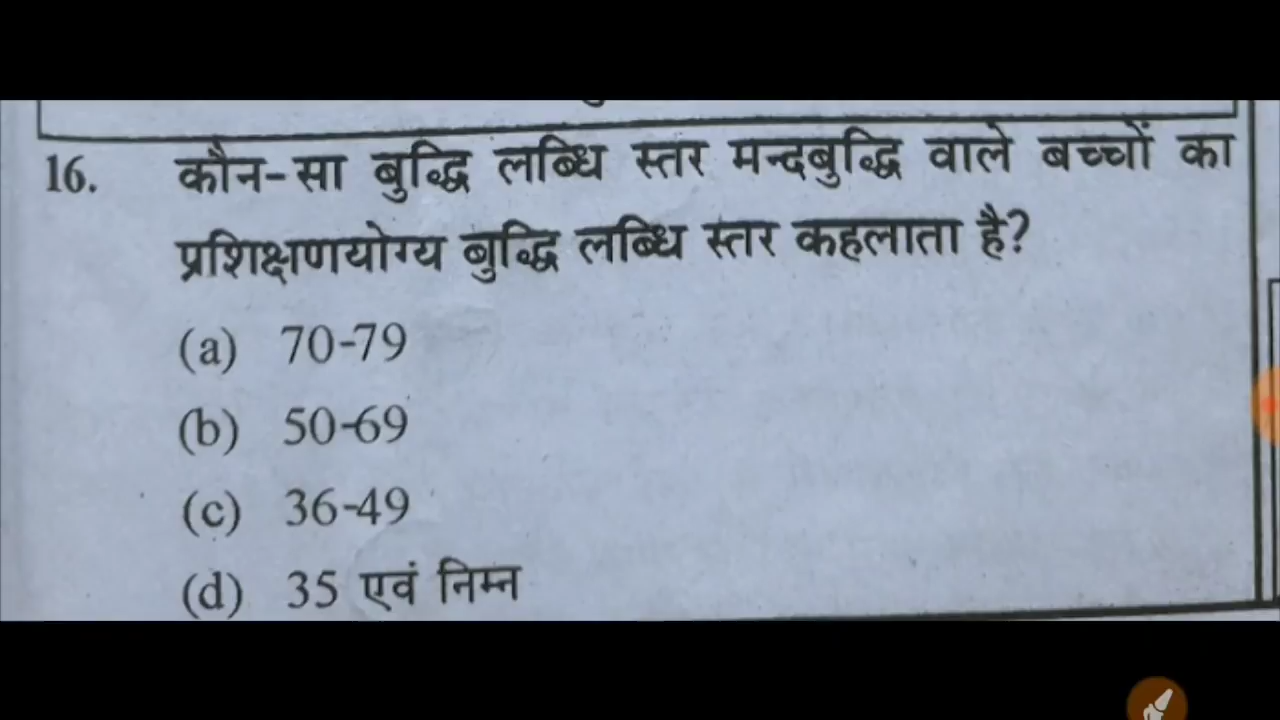 16. कौन-सा बुद्धि लब्धि स्तर मन्दबुद्धि वाले बच्चों का
प्रशिक्षणयोग्य बुद्धि लब्धि स्तर कहलाता है?
(a) 70-79
(b) 50-69
(c) 36-49
(d) 35 एवं निम्न